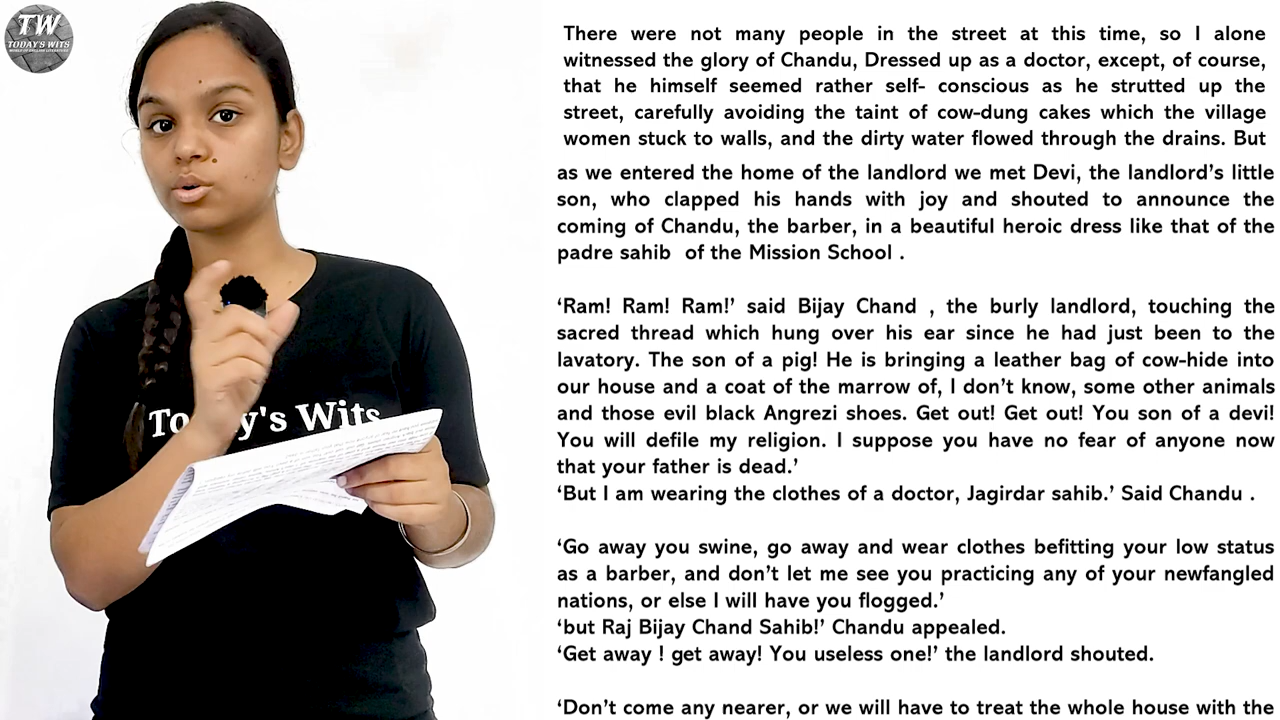 TW
TODAY'S WITS
There were not many people in the street at this time, so I alone
witnessed the glory of Chandu, Dressed up as a doctor, except, of course,
that he himself seemed rather self- conscious as he strutted up the
street, carefully avoiding the taint of cow-dung cakes which the village
women stuck to walls, and the dirty water flowed through the drains. But
as we entered the home of the landlord we met Devi, the landlord's little
son, who clapped his hands with joy and shouted to announce the
coming of Chandu, the barber, in a beautiful heroic dress like that of the
padre sahib of the Mission School .
‘Ram! Ram! Ram!’ said Bijay Chand , the burly landlord, touching the
sacred thread which hung over his ear since he had just been to the
lavatory. The son of a pig! He is bringing a leather bag of cow-hide into
our house and a coat of the marrow of, I don’t know, some other animals
and those evil black Angrezi shoes. Get out! Get out! You son of a devi!
You will defile my religion. I suppose you have no fear of anyone now
that your father is dead.’
‘But I am wearing the clothes of a doctor, Jagirdar sahib.’ Said Chandu .
‘Go away you swine, go away and wear clothes befitting your low status
as a barber, and don’t let me see you practicing any of your newfangled
nations, or else I will have you flogged.’
‘but Raj Bijay Chand Sahib!’ Chandu appealed.
‘Get away ! get away! You useless one!’ the landlord shouted.
‘Don’t come any nearer, or we will have to treat the whole house with the
Today's Wits